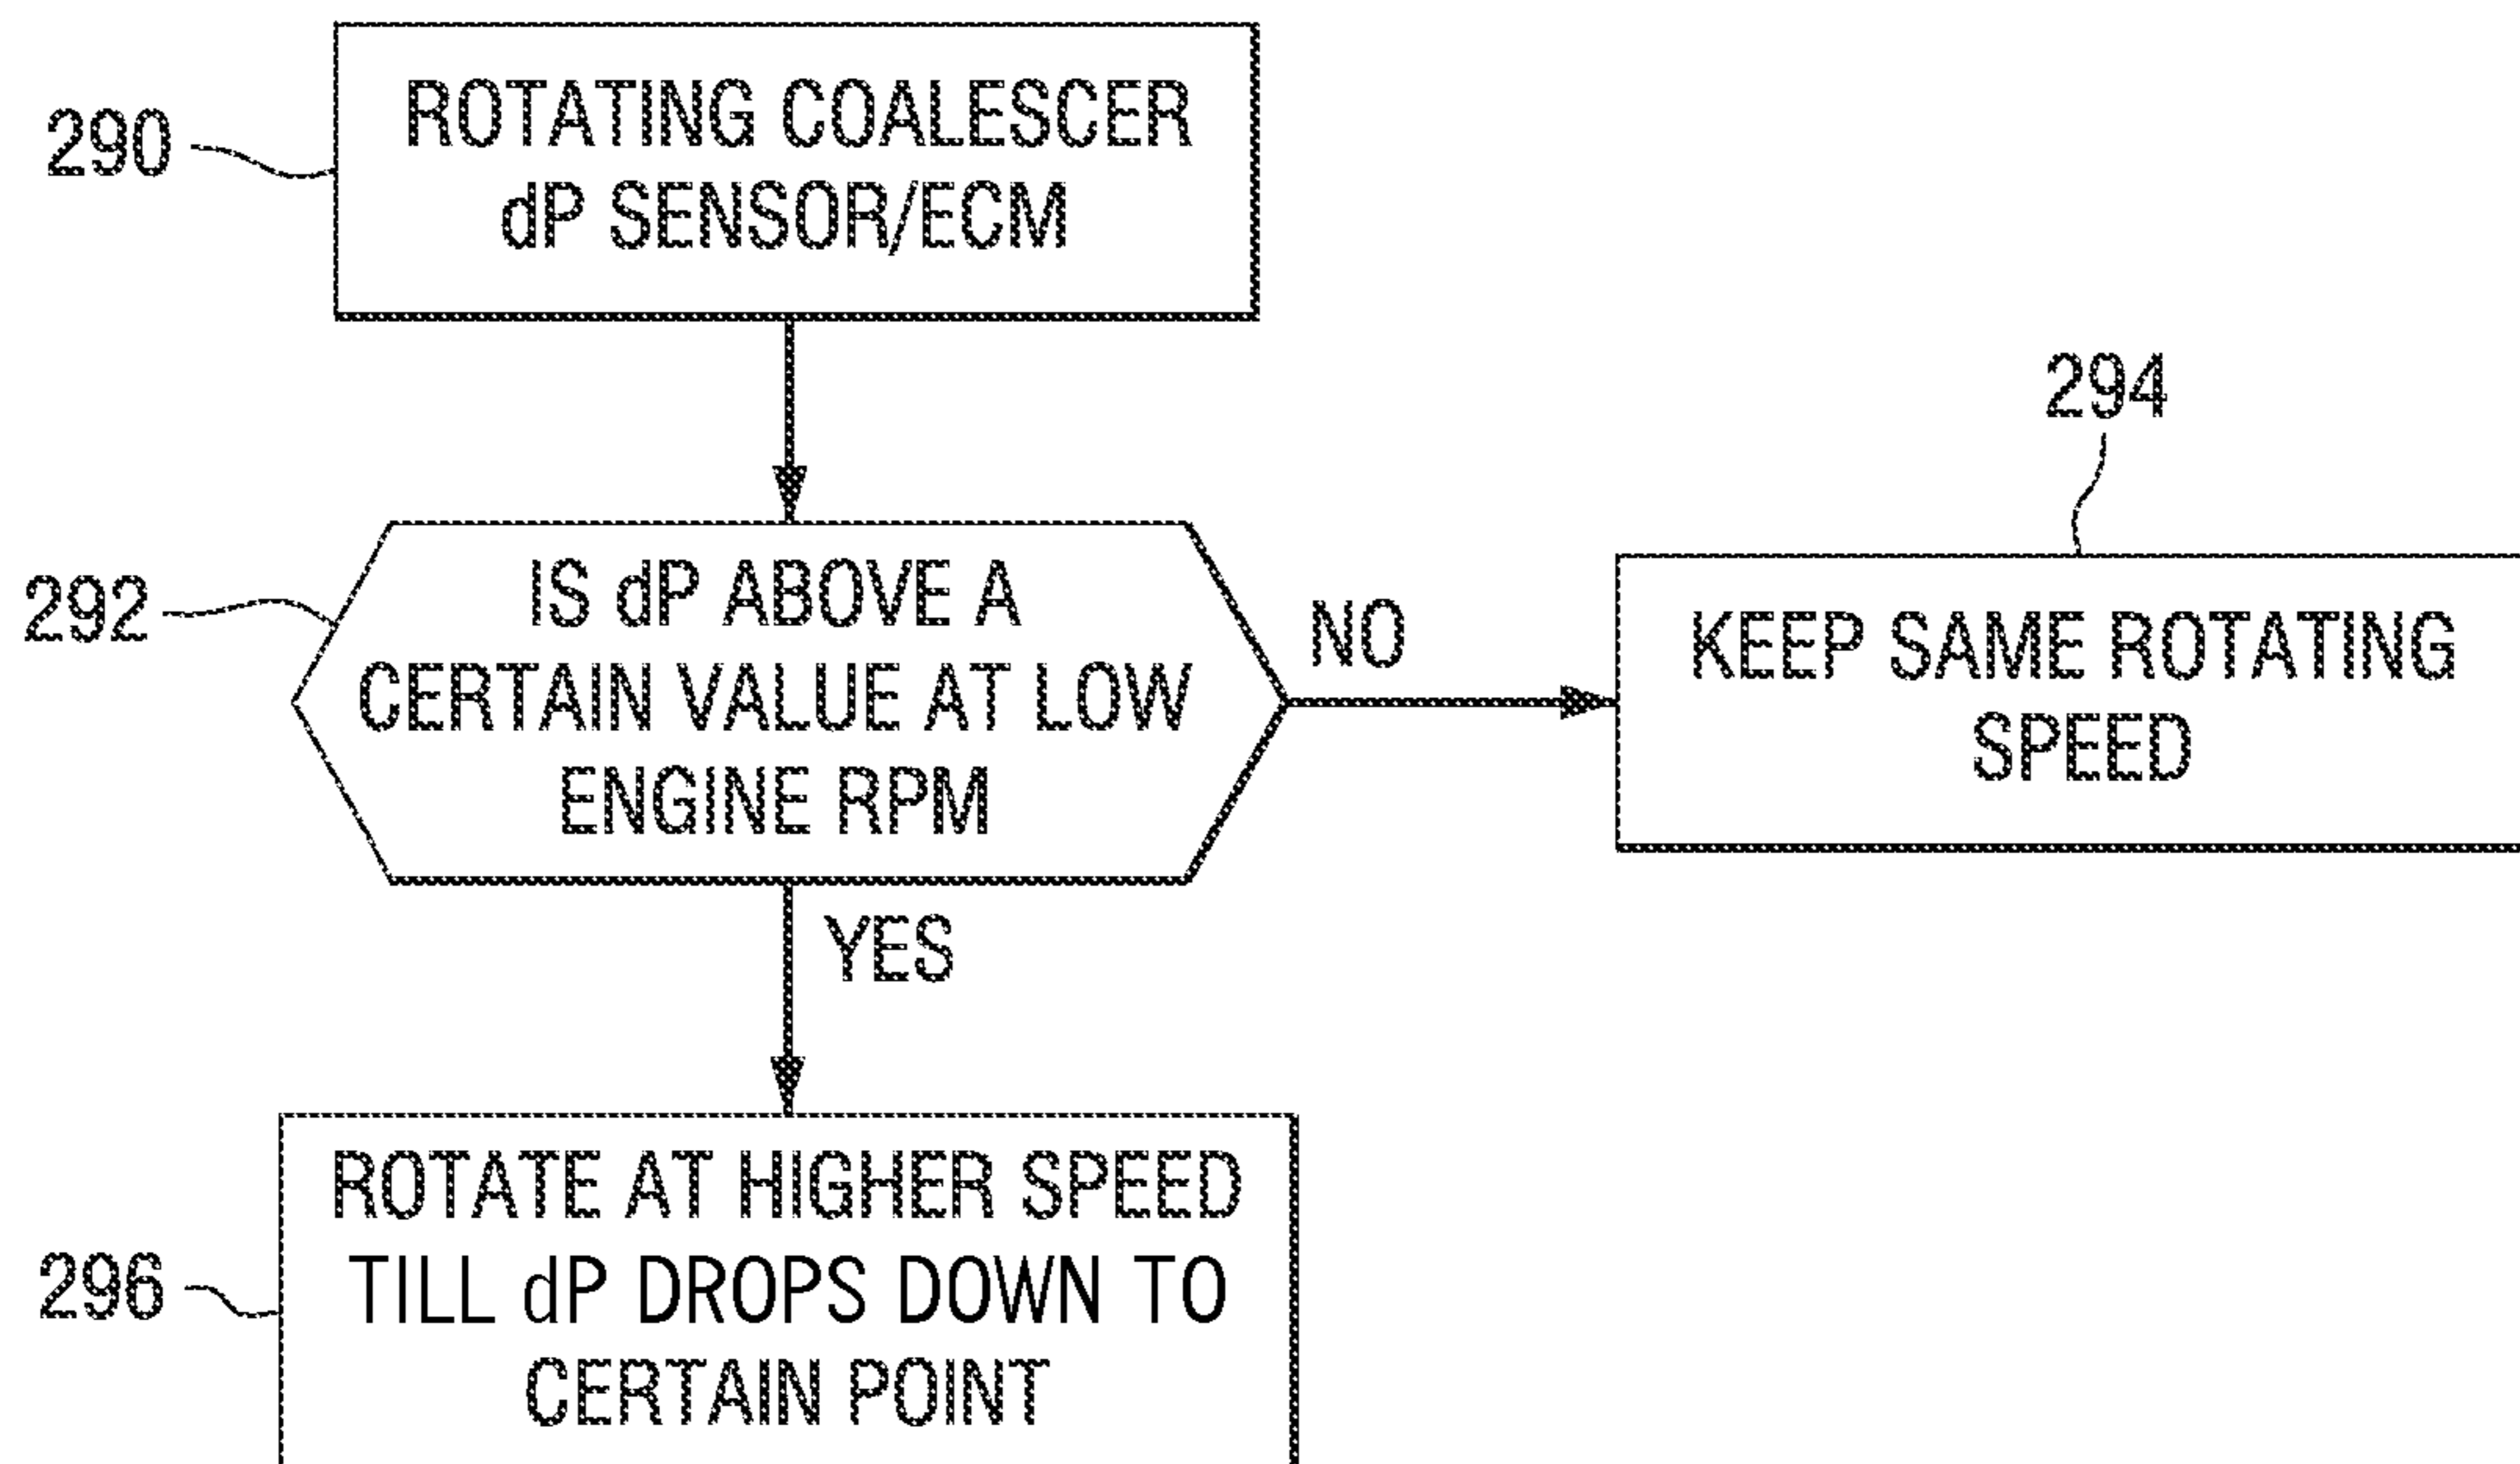 290
ROTATING COALESCER
dP SENSOR/ECM
292
IS dP ABOVE A
CERTAIN VALUE AT LOW
ENGINE RPM
NO
294
KEEP SAME ROTATING
SPEED
YES
296
ROTATE AT HIGHER SPEED
TILL dP DROPS DOWN TO
CERTAIN POINT